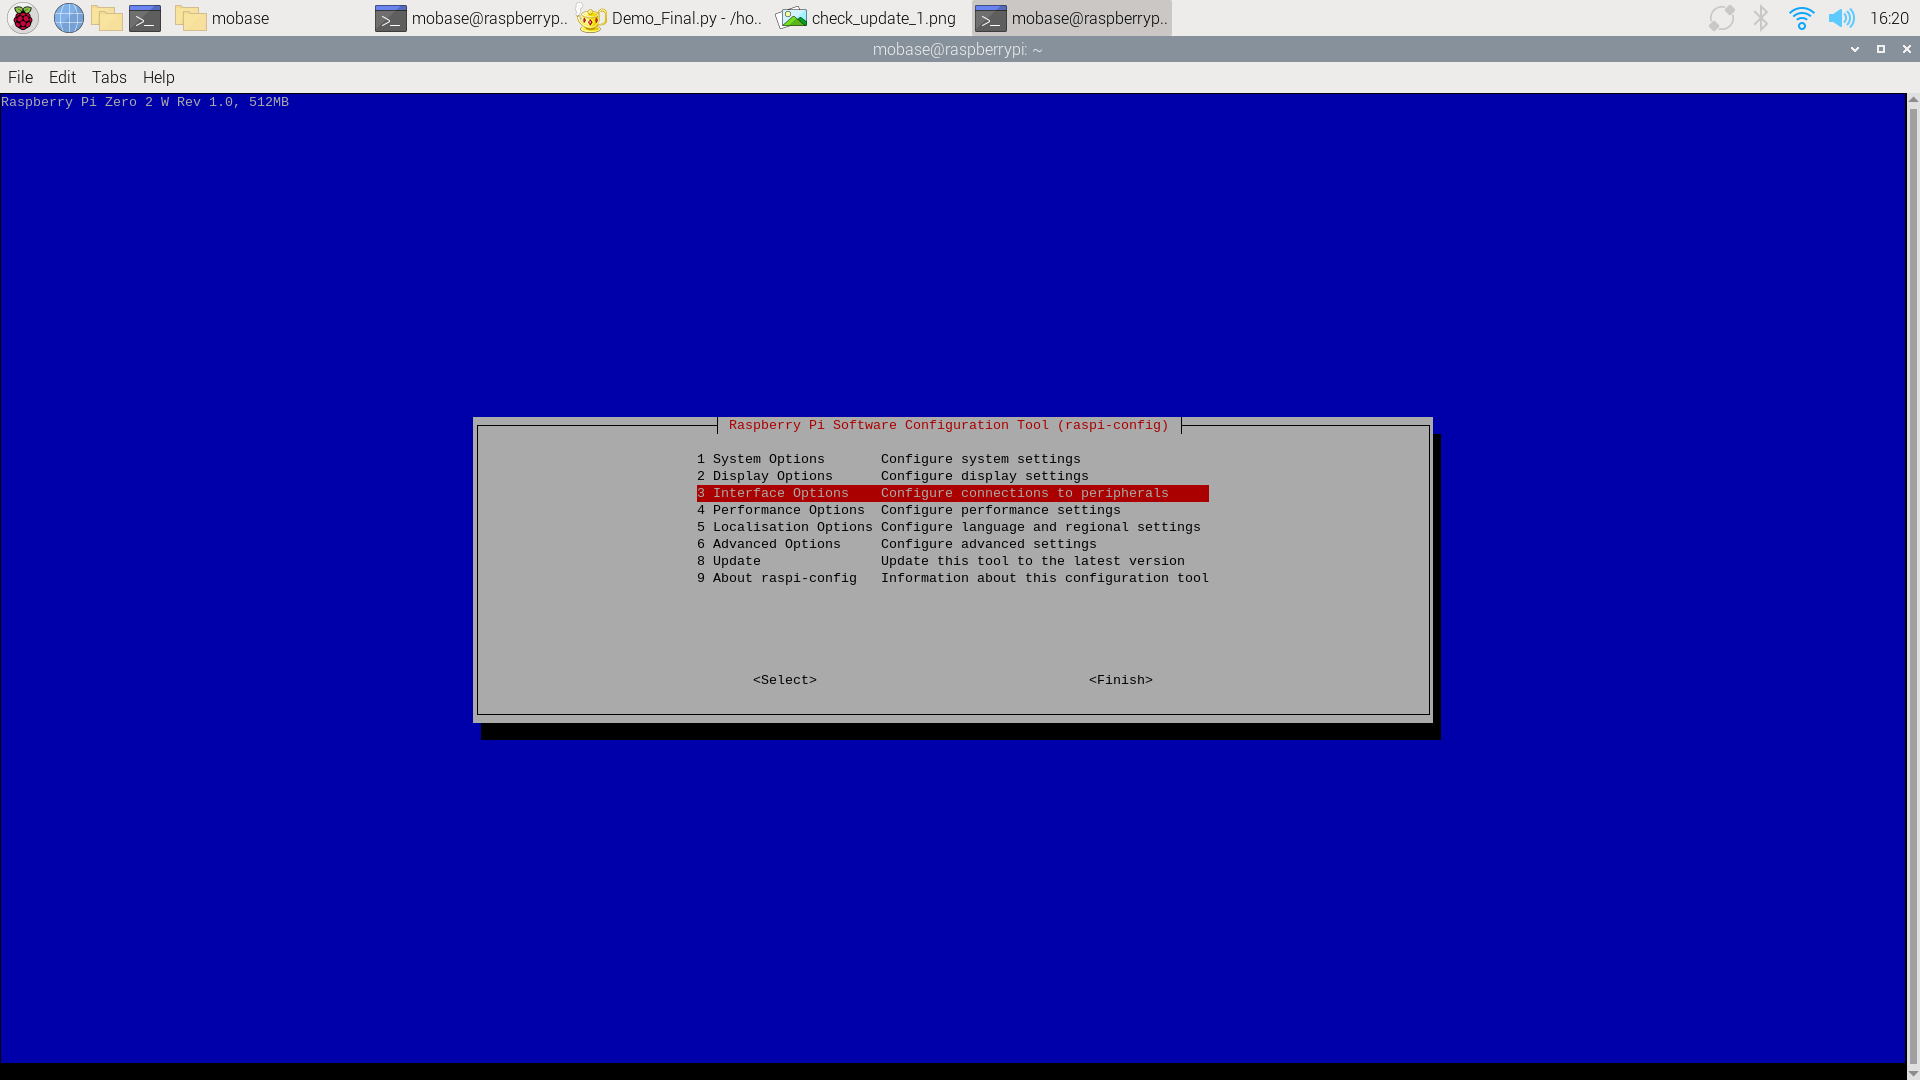 mobase
mobase@raspberryp..
Demo_Final.py - /ho..
check_update_1.png
mobase@raspberryp..
16:20
mobase@raspberrypi: ~
File Edit Tabs Help
Raspberry Pi Zero 2 W Rev 1.0, 512MB
Raspberry Pi Software Configuration Tool (raspi-config)
1 System Options Configure system settings
2 Display Options Configure display settings
3 Interface Options Configure connections to peripherals
4 Performance Options Configure performance settings
5 Localisation Options Configure language and regional settings
6 Advanced Options Configure advanced settings
8 Update Update this tool to the latest version
9 About raspi-config Information about this configuration tool
<Select> <Finish>